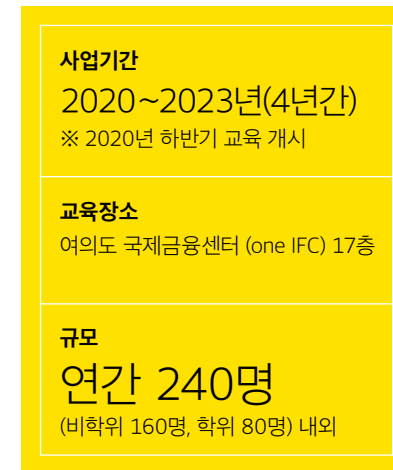 사업기간
2020~2023년(4년간)
※ 2020년 하반기 교육 개시
교육장소
여의도 국제금융센터 (one IFC) 17층
규모
연간 240명
(비학위 160명, 학위 80명) 내외